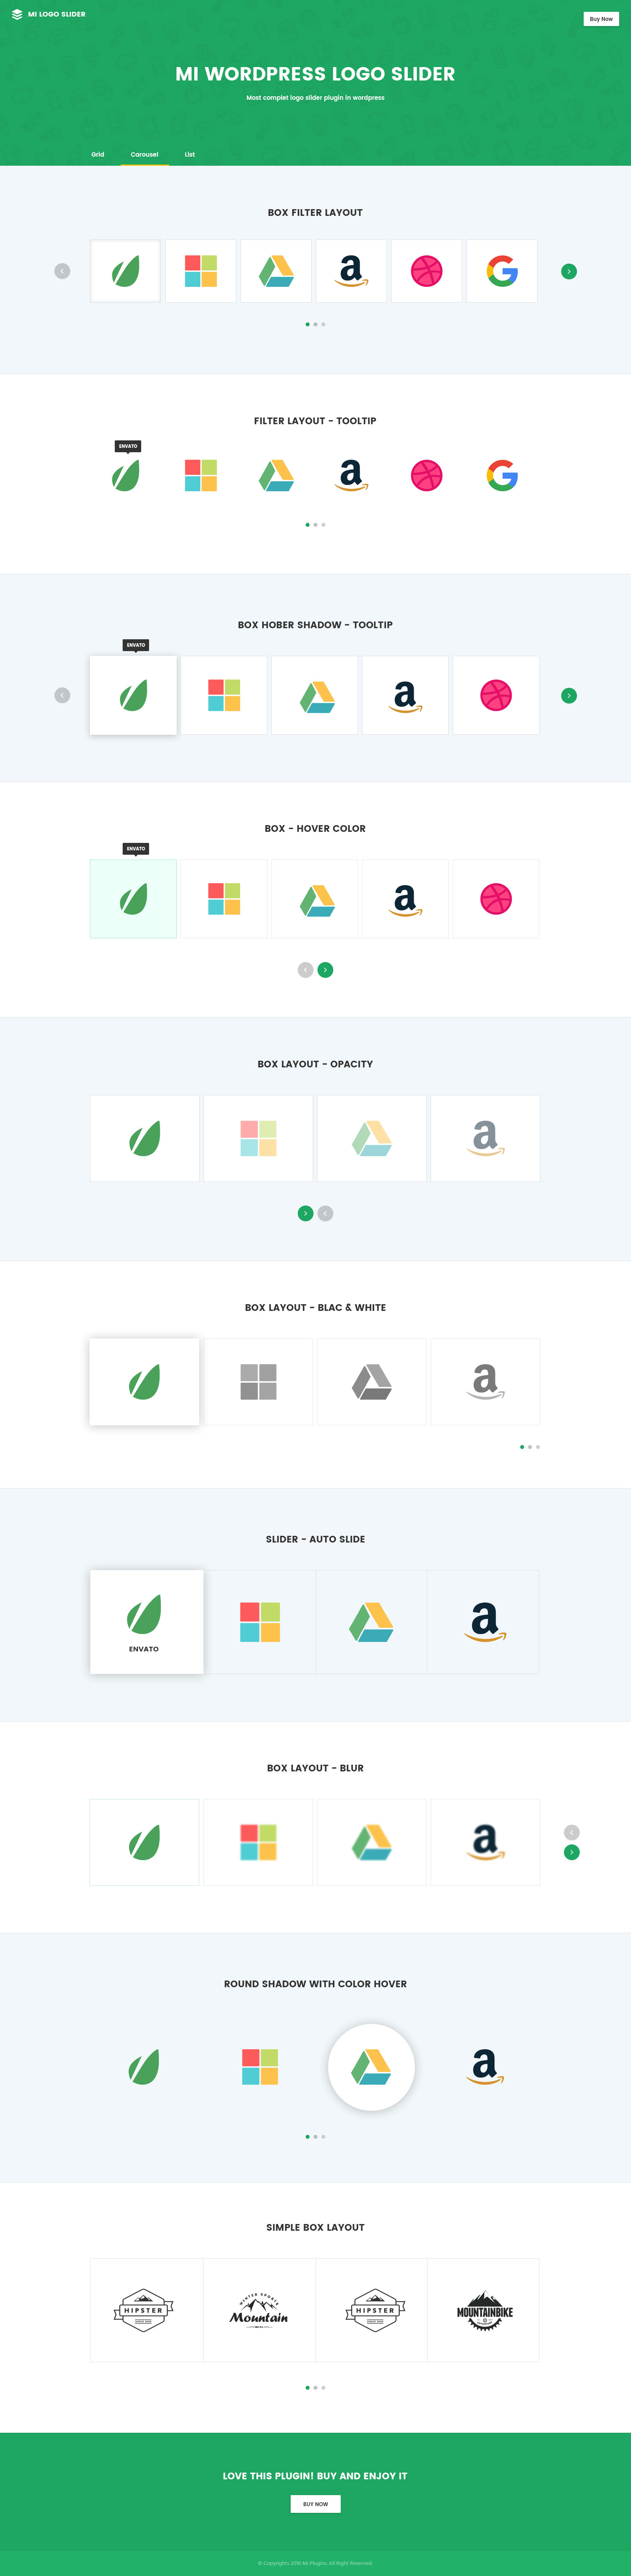 MI LOGO SLIDER
Buy Now
MI WORDPRESS LOGO SLIDER
Most complet logo slider plugin in wordpress
Grid Carousel List
BOX FILTER LAYOUT
FILTER LAYOUT - TOOLTIP
ENVATO
BOX HOBER SHADOW - TOOLTIP
ENVATO
BOX - HOVER COLOR
ENVATO
BOX LAYOUT - OPACITY
BOX LAYOUT - BLAC & WHITE
SLIDER - AUTO SLIDE
ENVATO
BOX LAYOUT - BLUR
ROUND SHADOW WITH COLOR HOVER
SIMPLE BOX LAYOUT
HIPSTER
WINTER SPORTS
Mountain
HIPSTER
MOUNTAINBIKE
LOVE THIS PLUGIN! BUY AND ENJOY IT
BUY NOW
© Copyrights 2016 Mi Plugins. All Right Reserved.